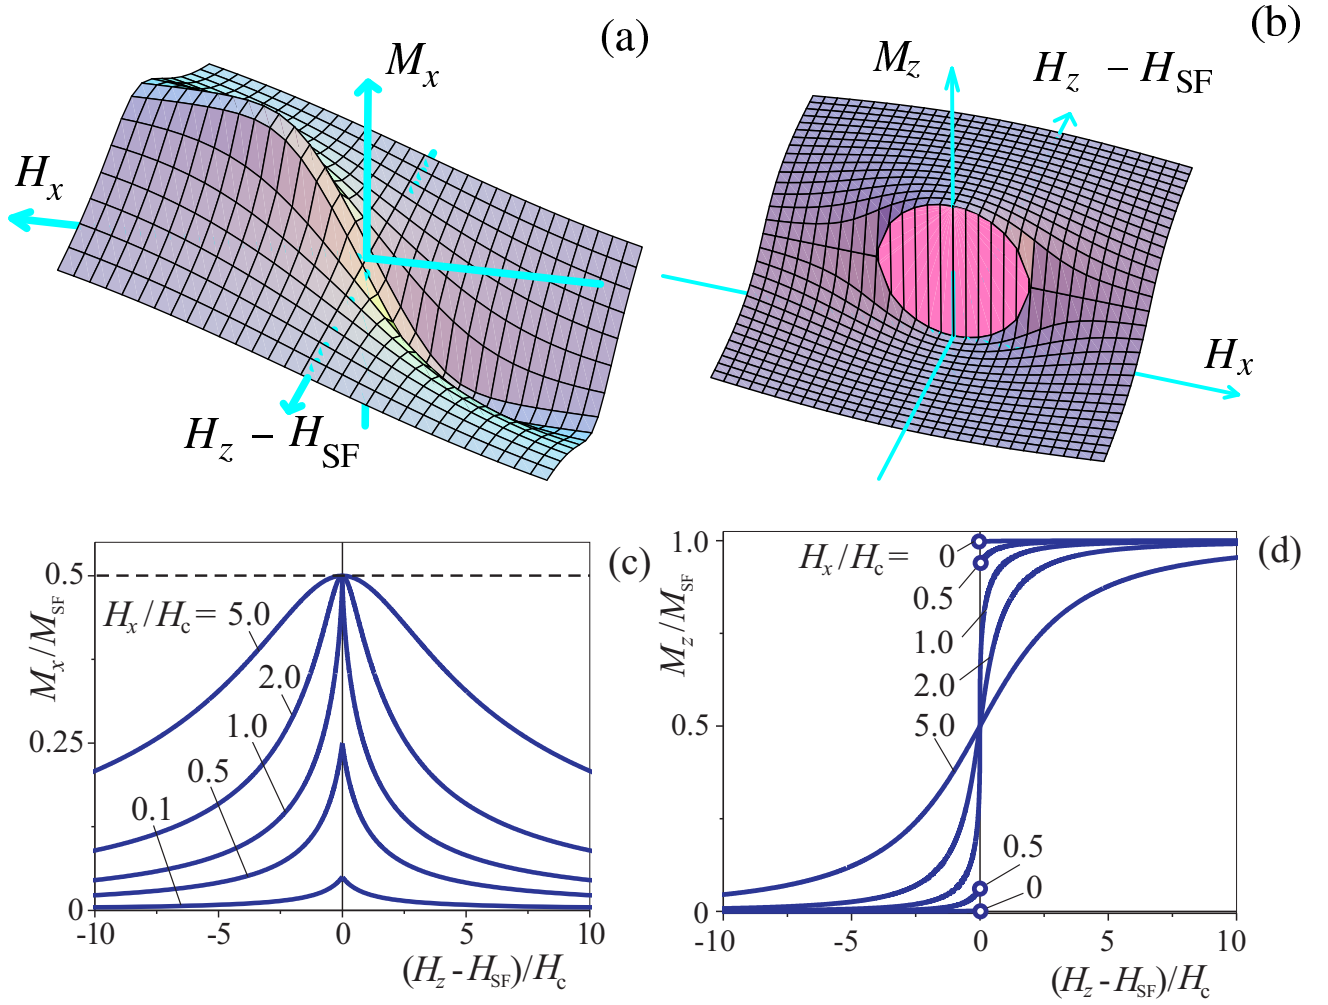 (a)
M_x
H_x
H_z – H_SF
(b)
M_z
H_z – H_SF
H_x
(c)
0.5
0.25
0
M_x/M_SF
H_x/H_c = 5.0
2.0
1.0
0.5
0.1
-10 -5 0 5 10
(H_z-H_SF)/H_c
(d)
1.0
0.5
0
M_z/M_SF
H_x/H_c = 0
0.5
1.0
2.0
5.0
0.5
0
-10 -5 0 5 10
(H_z-H_SF)/H_c